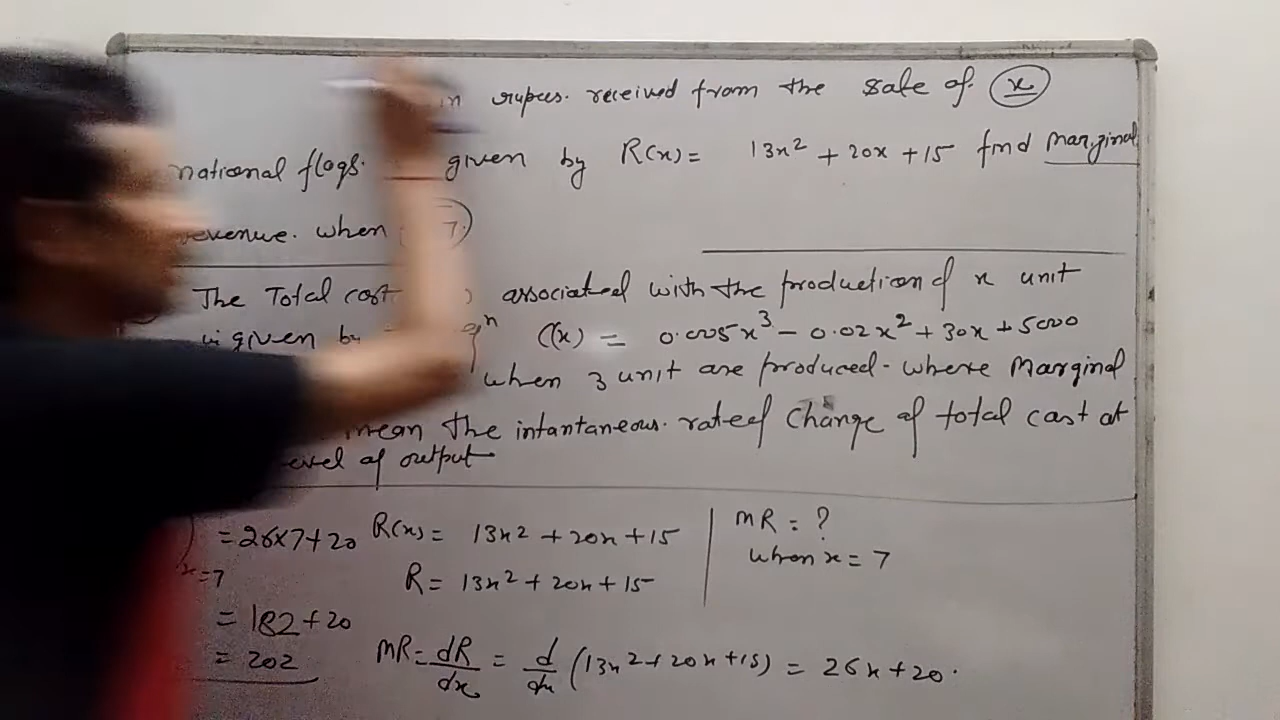 in rupees. received from the sale of. x
national flags. given by R(x) = 13x² + 20x + 15 find marginal
revenue. when 7.
The Total cost ) associated with the production of x unit
is given by C(x) = 0.005x³ - 0.02x² + 30x + 5000
when 3 unit are produced. where Marginal
mean the intantaneous. rate of Change of total cost at
level of output
R(x) = 13x² + 20x + 15
R = 13x² + 20x + 15
MR = dR/dx = d/dx (13x² + 20x + 15) = 26x + 20.
MR = ?
when x = 7
x=7
= 26x7+20
= 182 + 20
= 202